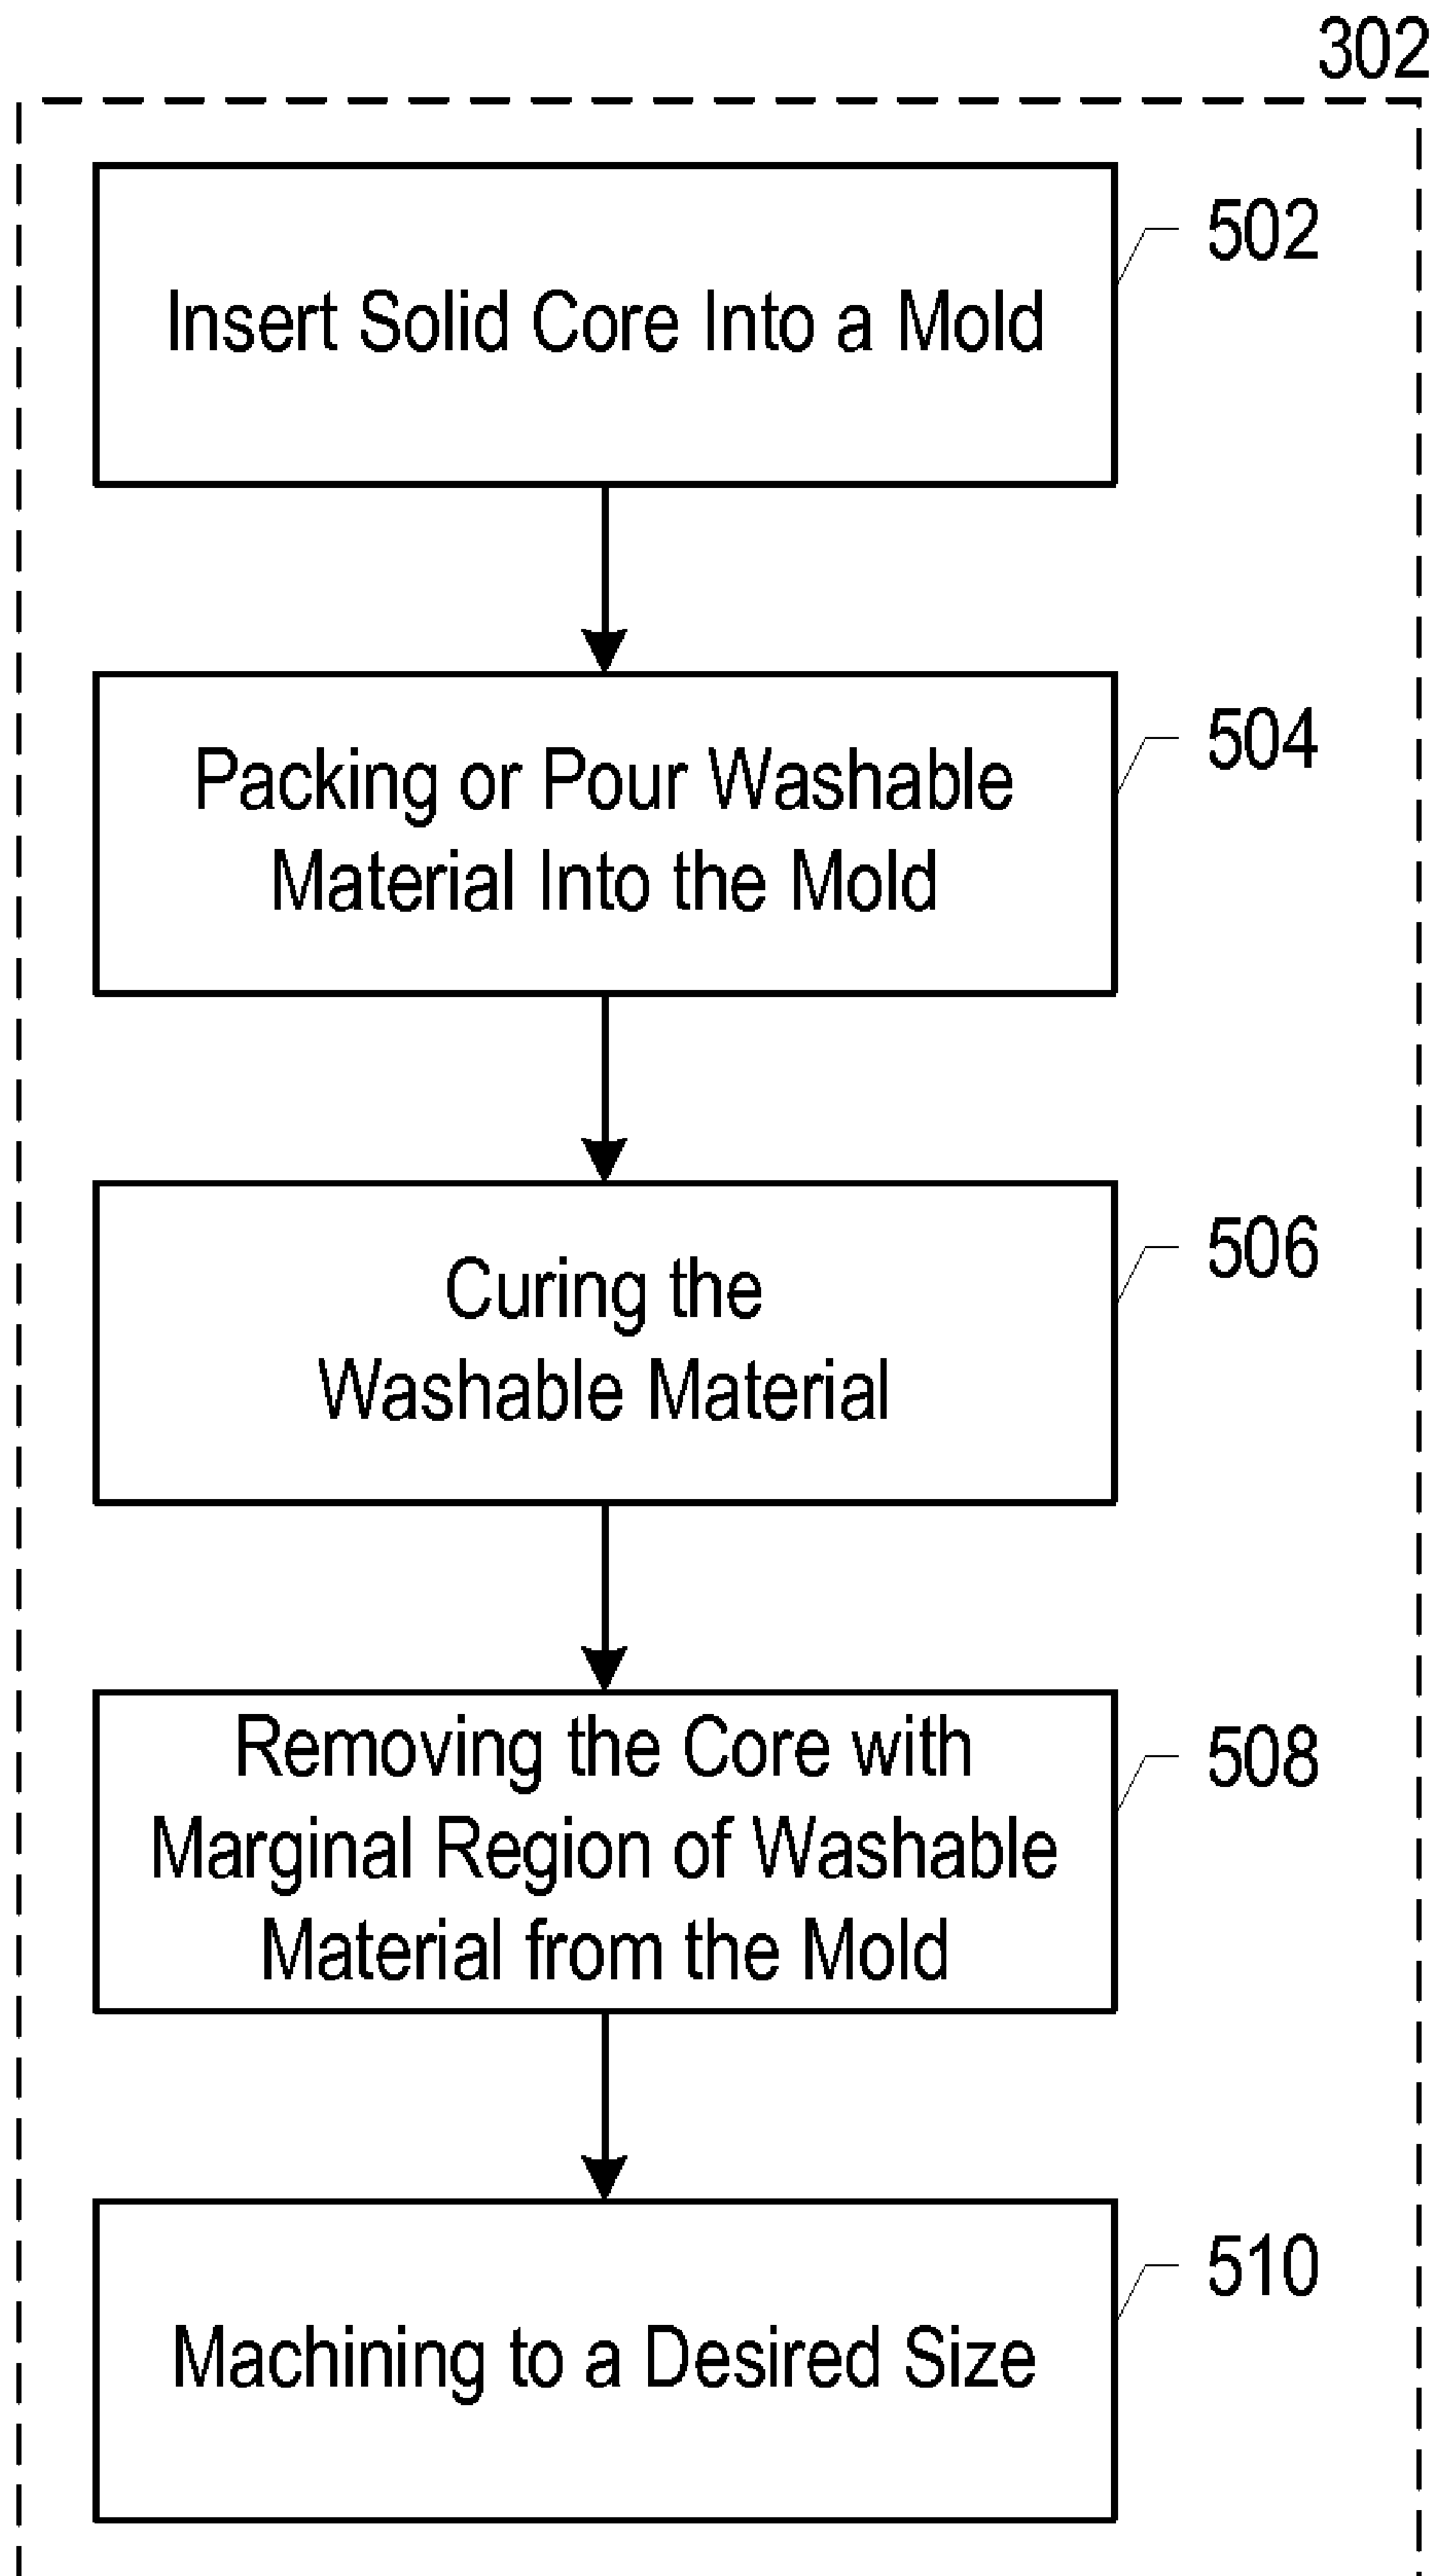 302
Insert Solid Core Into a Mold
502
Packing or Pour Washable
Material Into the Mold
504
Curing the
Washable Material
506
Removing the Core with
Marginal Region of Washable
Material from the Mold
508
Machining to a Desired Size
510